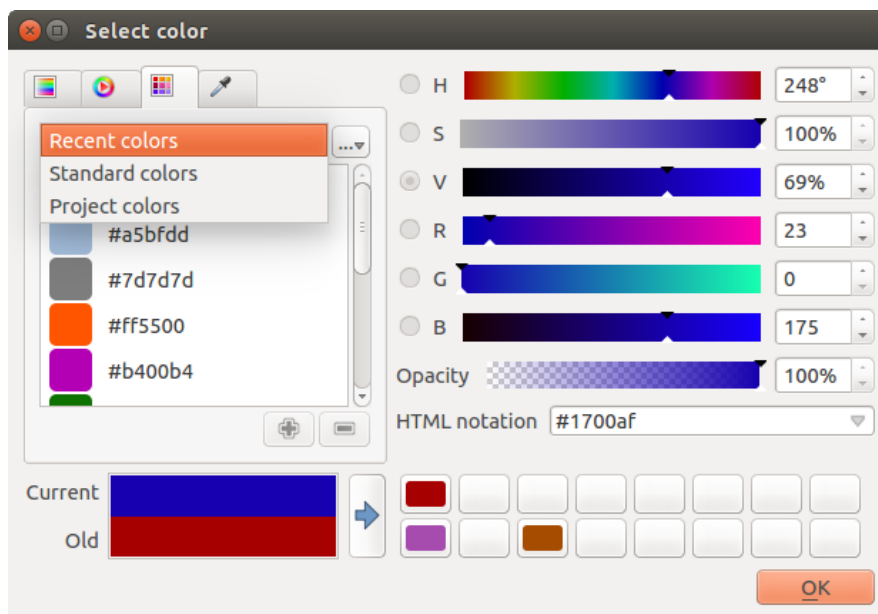 Select color
Recent colors
...
Standard colors
Project colors
#a5bfdd
#7d7d7d
#ff5500
#b400b4
H 248°
S 100%
V 69%
R 23
G 0
B 175
Opacity 100%
HTML notation #1700af
Current
Old
OK